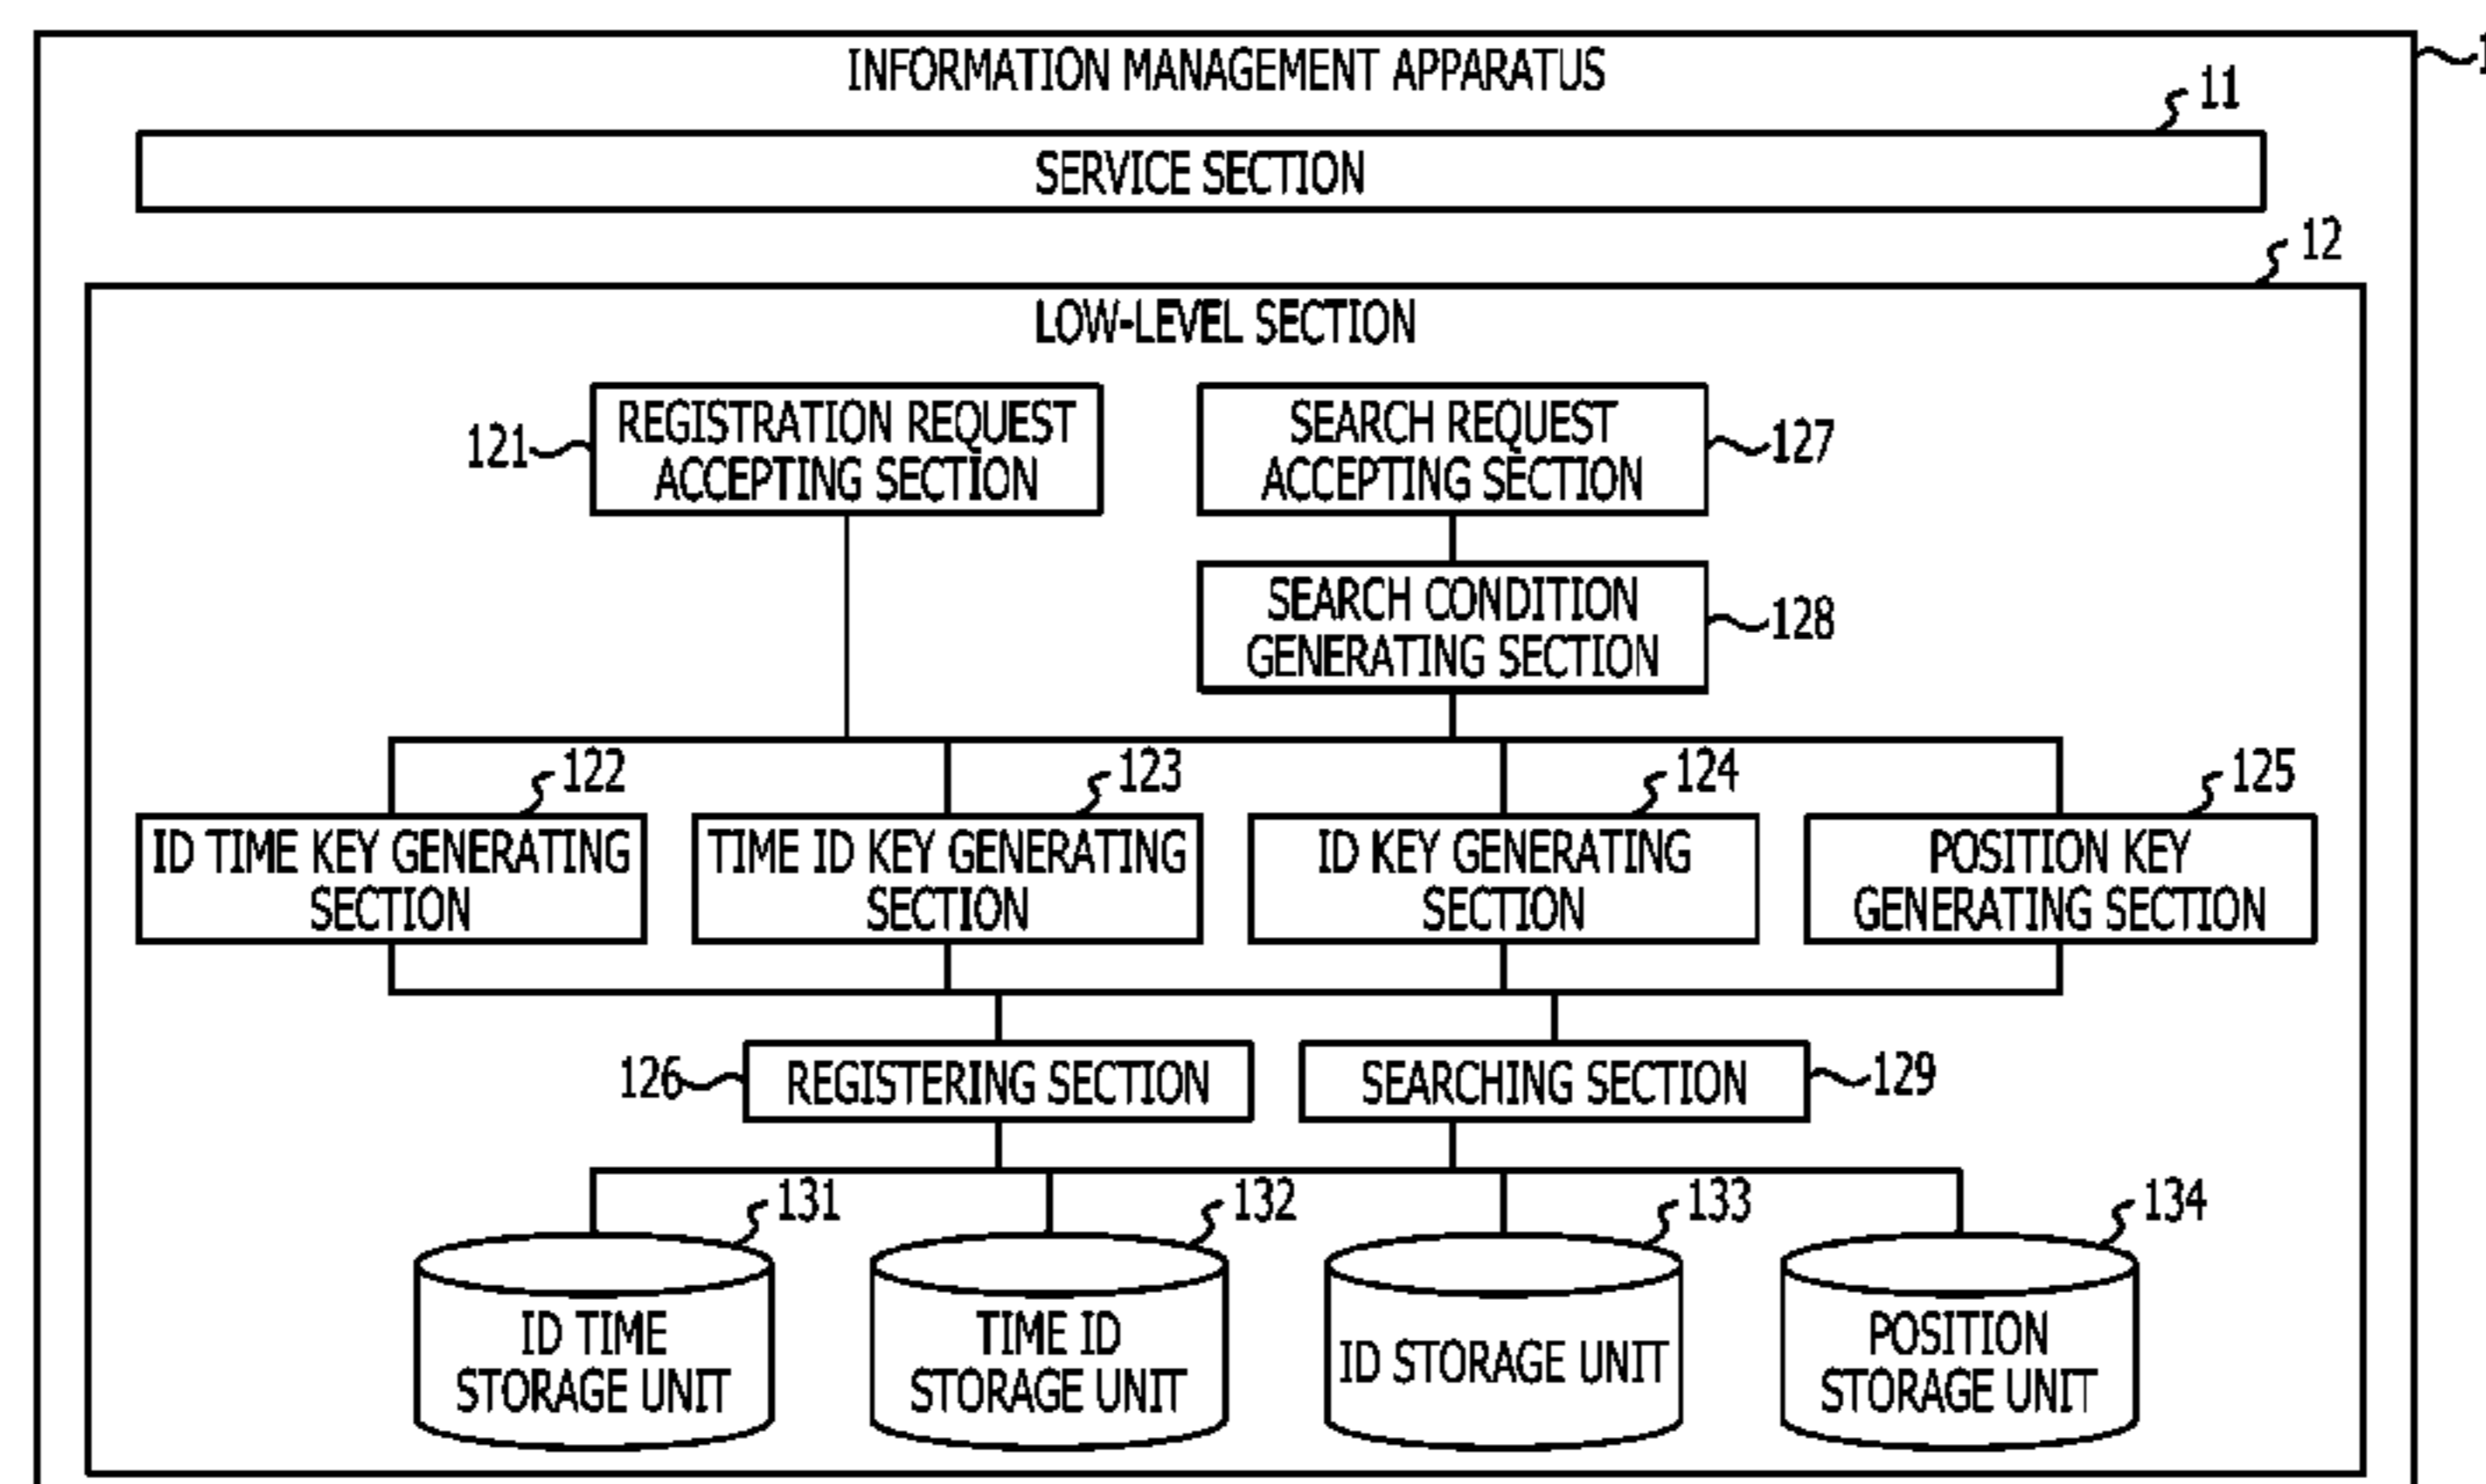 INFORMATION MANAGEMENT APPARATUS
1
11
SERVICE SECTION
12
LOW-LEVEL SECTION
121
REGISTRATION REQUEST
ACCEPTING SECTION
SEARCH REQUEST
ACCEPTING SECTION
127
SEARCH CONDITION
GENERATING SECTION
128
122
123
124
125
ID TIME KEY GENERATING
SECTION
TIME ID KEY GENERATING
SECTION
ID KEY GENERATING
SECTION
POSITION KEY
GENERATING SECTION
126
REGISTERING SECTION
SEARCHING SECTION
129
131
132
133
134
ID TIME
STORAGE UNIT
TIME ID
STORAGE UNIT
ID STORAGE UNIT
POSITION
STORAGE UNIT